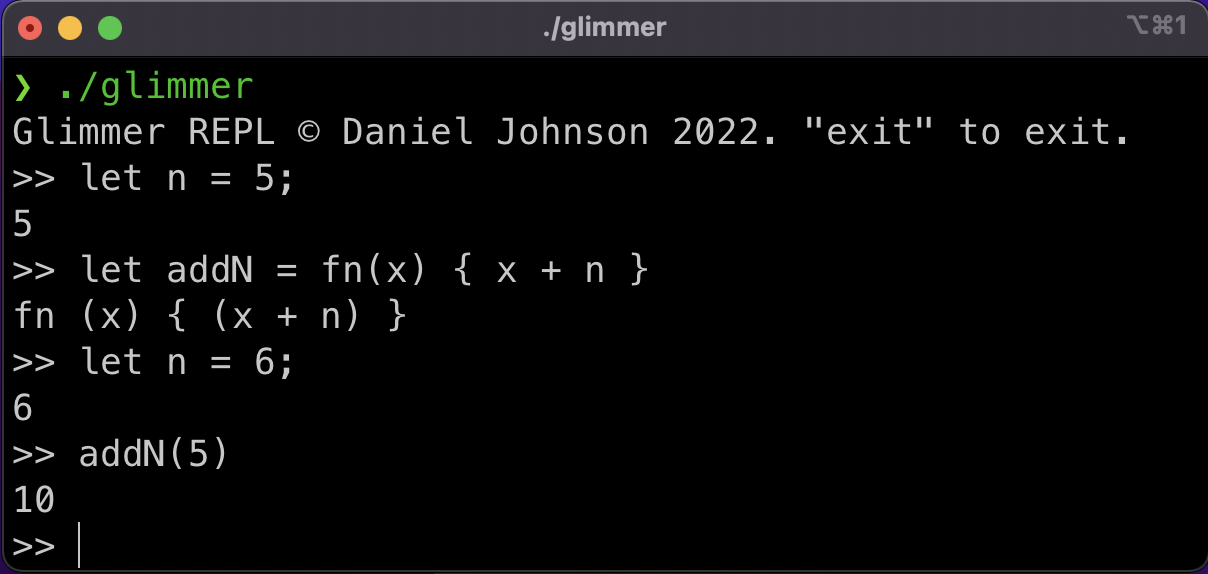 ./glimmer
⌥⌘1
❯ ./glimmer
Glimmer REPL © Daniel Johnson 2022. "exit" to exit.
>> let n = 5;
5
>> let addN = fn(x) { x + n }
fn (x) { (x + n) }
>> let n = 6;
6
>> addN(5)
10
>>